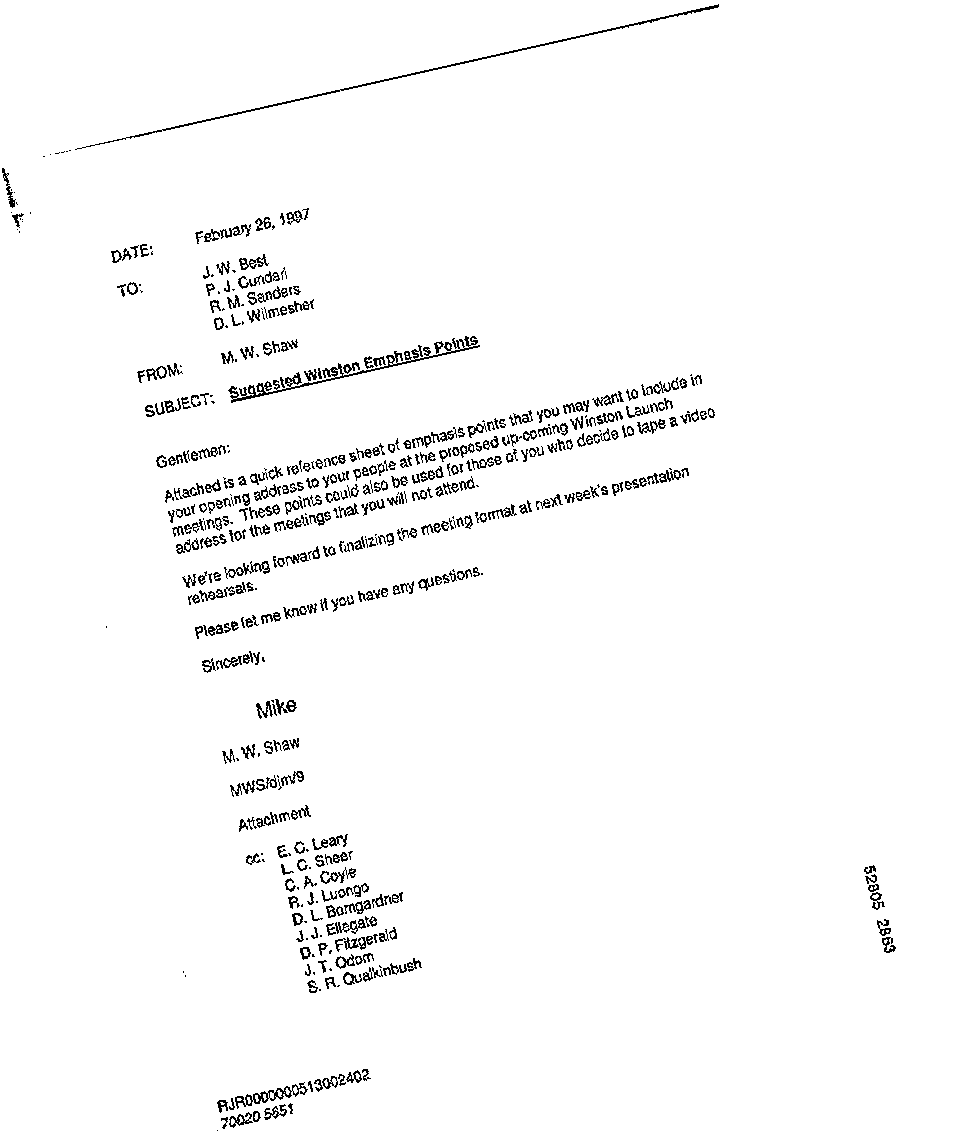 DATE: February 26, 1997
TO: J. W. Best
P. J. Cundari
R. M. Sanders
D. L. Wilmesher
FROM: M. W. Shaw
SUBJECT: Suggested Winston Emphasis Points
Gentlemen:
Attached is a quick reference sheet of emphasis points that you may want to include in
your opening address to your people at the proposed up-coming Winston Launch
meetings. These points could also be used for those of you who decide to tape a video
address for the meetings that you will not attend.
We're looking forward to finalizing the meeting format at next week's presentation
rehearsals.
Please let me know if you have any questions.
Sincerely,
Mike
M. W. Shaw
MWS/djm/9
Attachment
cc: E. C. Leary
L. C. Sheer
C. A. Coyle
R. J. Luongo
D. L. Bomgardner
J. J. Ellegate
D. P. Fitzgerald
J. T. Odom
S. R. Qualkinbush
52805 2863
RJR0000000513002402
70020 5651